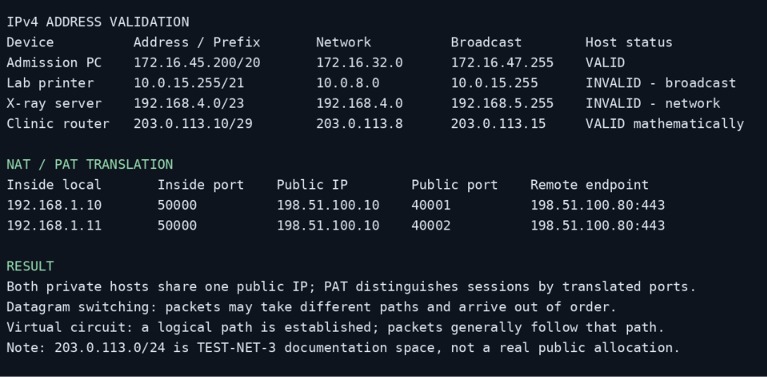 IPv4 ADDRESS VALIDATION
Device Address / Prefix Network Broadcast Host status
Admission PC 172.16.45.200/20 172.16.32.0 172.16.47.255 VALID
Lab printer 10.0.15.255/21 10.0.8.0 10.0.15.255 INVALID - broadcast
X-ray server 192.168.4.0/23 192.168.4.0 192.168.5.255 INVALID - network
Clinic router 203.0.113.10/29 203.0.113.8 203.0.113.15 VALID mathematically
NAT / PAT TRANSLATION
Inside local Inside port Public IP Public port Remote endpoint
192.168.1.10 50000 198.51.100.10 40001 198.51.100.80:443
192.168.1.11 50000 198.51.100.10 40002 198.51.100.80:443
RESULT
Both private hosts share one public IP; PAT distinguishes sessions by translated ports.
Datagram switching: packets may take different paths and arrive out of order.
Virtual circuit: a logical path is established; packets generally follow that path.
Note: 203.0.113.0/24 is TEST-NET-3 documentation space, not a real public allocation.